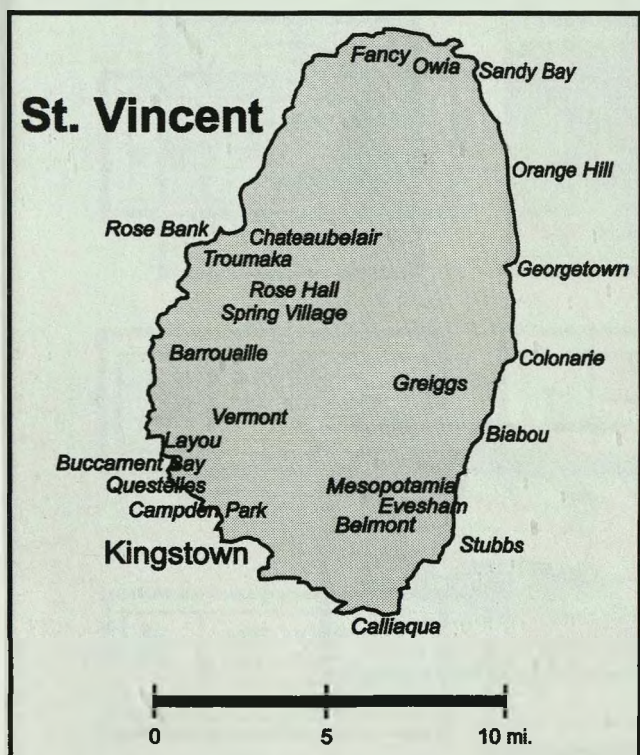 Fancy
Owia
Sandy Bay
St. Vincent
Orange Hill
Rose Bank
Chateaubelair
Troumaka
Georgetown
Rose Hall
Spring Village
Barrouaille
Colonarie
Greiggs
Vermont
Biabou
Layou
Buccament Bay
Questelles
Mesopotamia
Evesham
Campden Park
Belmont
Kingstown
Stubbs
Calliaqua
0 5 10 mi.